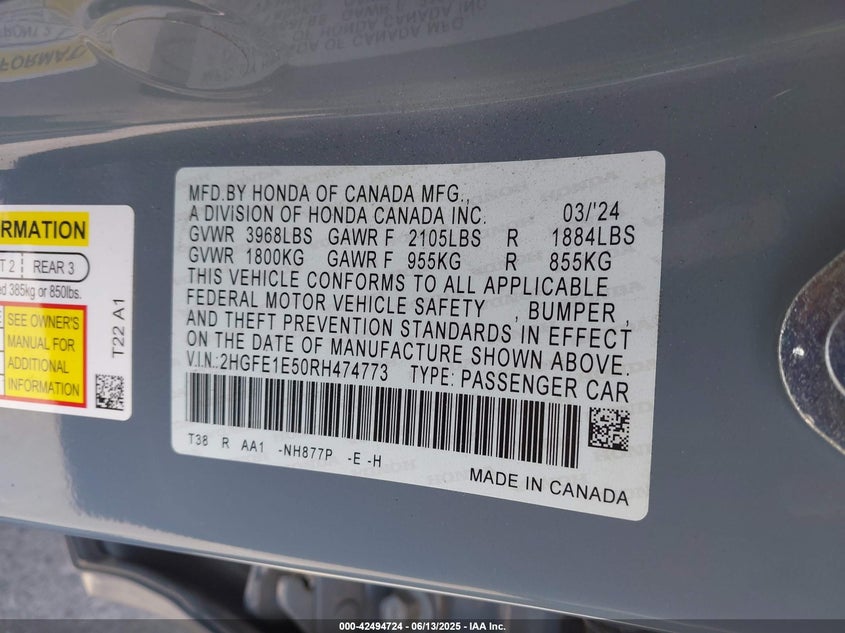 MFD.BY HONDA OF CANADA MFG.,
A DIVISION OF HONDA CANADA INC. 03/'24
GVWR 3968LBS GAWR F 2105LBS R 1884LBS
GVWR 1800KG GAWR F 955KG R 855KG
THIS VEHICLE CONFORMS TO ALL APPLICABLE
FEDERAL MOTOR VEHICLE SAFETY , BUMPER ,
AND THEFT PREVENTION STANDARDS IN EFFECT
ON THE DATE OF MANUFACTURE SHOWN ABOVE.
V.I.N.:2HGFE1E50RH474773 TYPE: PASSENGER CAR
T38 R AA1 -NH877P -E -H
MADE IN CANADA
RMATION
2 REAR 3
385kg or 850lbs.
SEE OWNER'S
MANUAL FOR
ADDITIONAL
INFORMATION
T22 A1
000-42494724 - 06/13/2025 - IAA Inc.